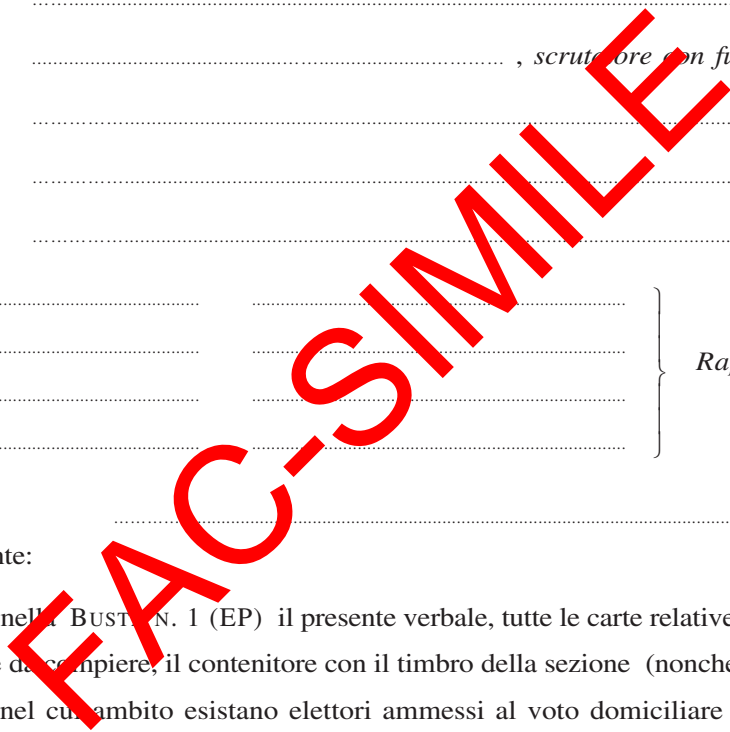 , scrutatore con fu
Ra
nte:
nella BUSTA N. 1 (EP) il presente verbale, tutte le carte relative
e da compiere, il contenitore con il timbro della sezione (nonché
nel cui ambito esistano elettori ammessi al voto domiciliare
FAC-SIMILE